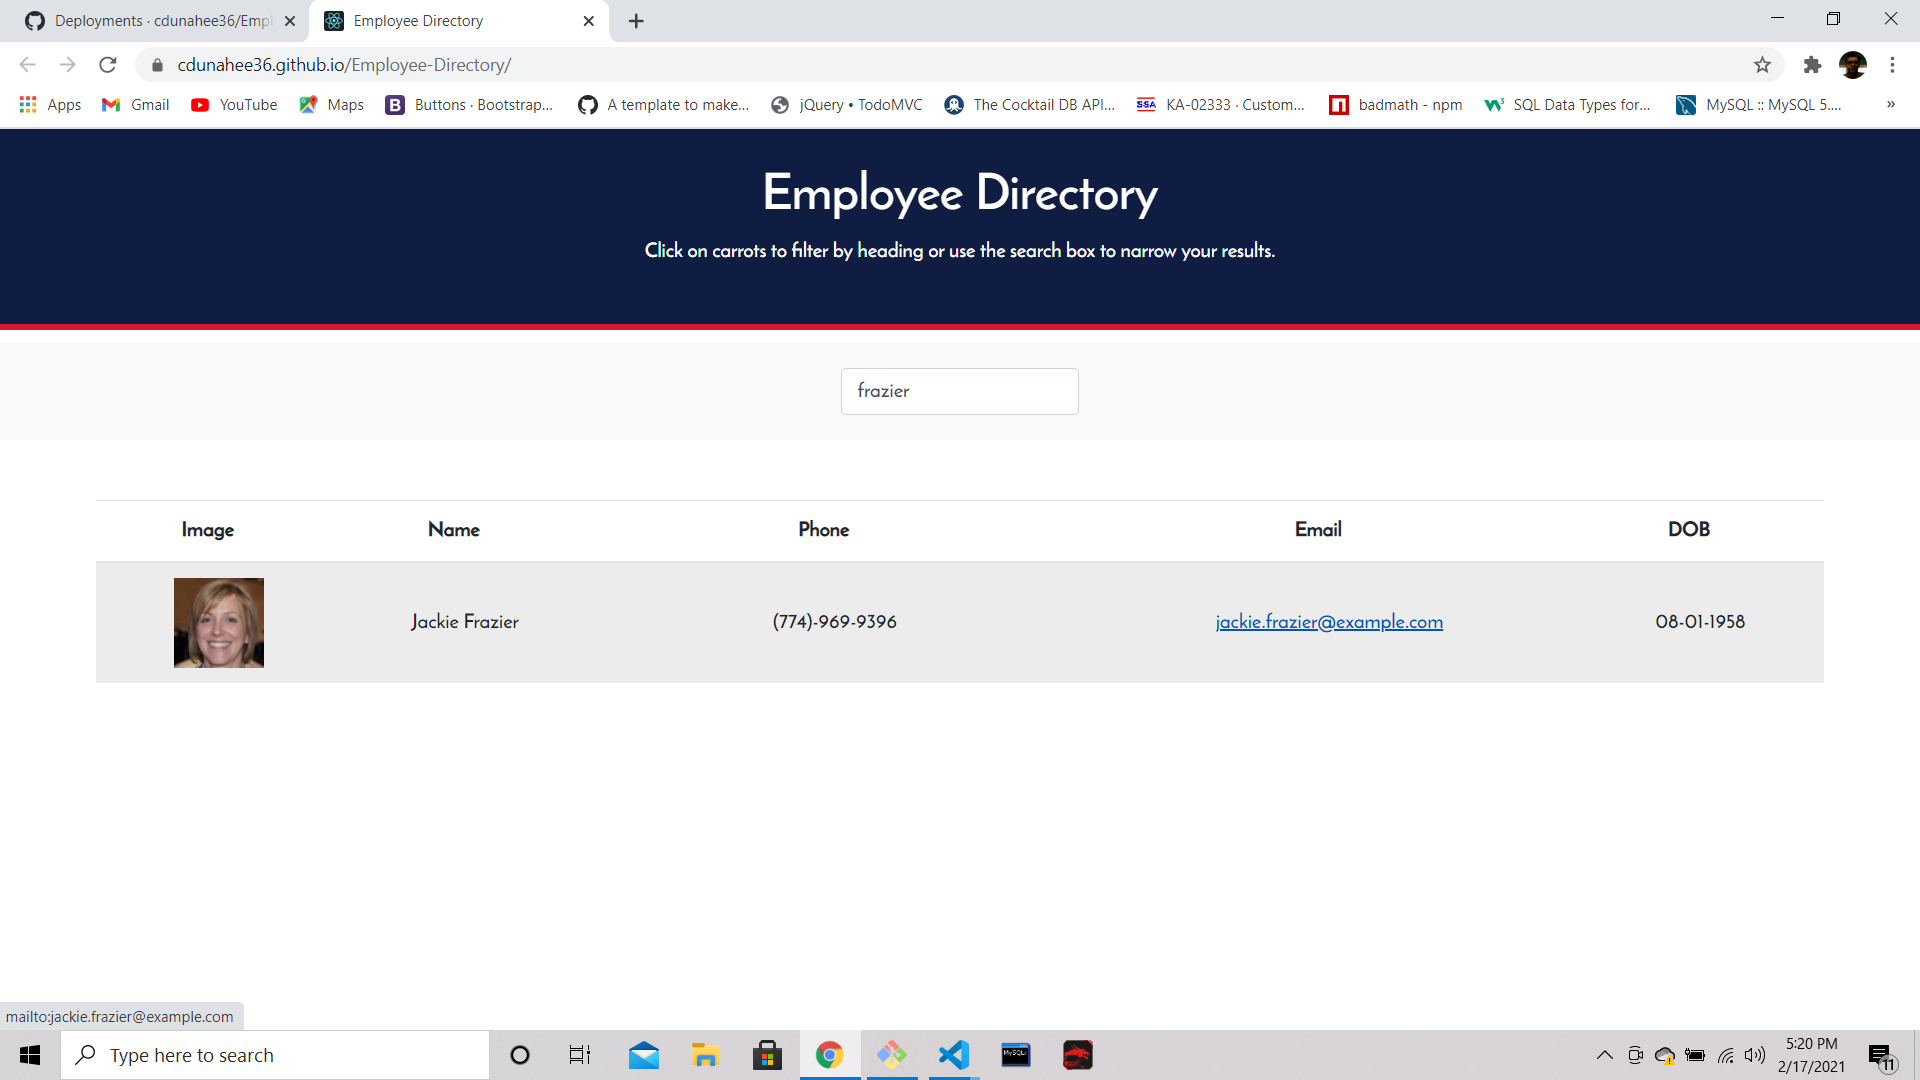 Deployments · cdunahee36/Empl
Employee Directory
cdunahee36.github.io/Employee-Directory/
Apps
Gmail
YouTube
Maps
B
Buttons · Bootstrap...
A template to make...
jQuery • TodoMVC
The Cocktail DB API...
SSA
KA-02333 · Custom...
badmath - npm
SQL Data Types for...
MySQL :: MySQL 5....
»
Employee Directory
Click on carrots to filter by heading or use the search box to narrow your results.
frazier
Image Name Phone Email DOB
Jackie Frazier (774)-969-9396 jackie.frazier@example.com 08-01-1958
mailto:jackie.frazier@example.com
Type here to search
5:20 PM
2/17/2021
11